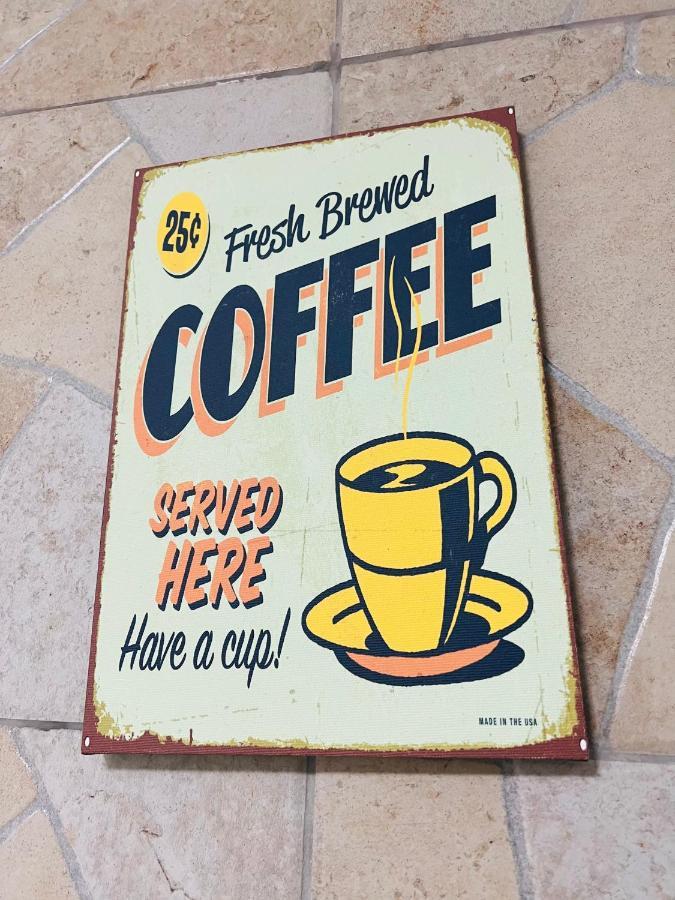 25¢
Fresh Brewed
COFFEE
SERVED
HERE
Have a cup!
MADE IN THE USA